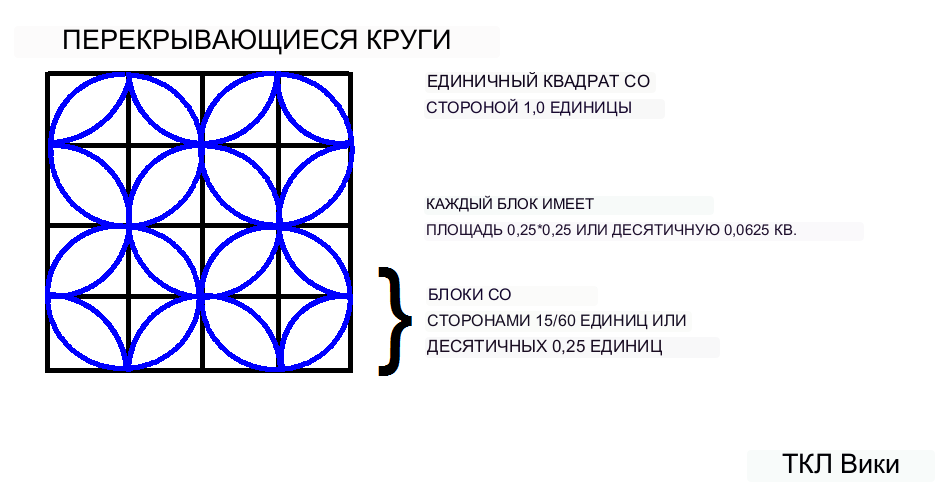 ПЕРЕКРЫВАЮЩИЕСЯ КРУГИ
ЕДИНИЧНЫЙ КВАДРАТ СО
СТОРОНОЙ 1,0 ЕДИНИЦЫ
КАЖДЫЙ БЛОК ИМЕЕТ
ПЛОЩАДЬ 0,25*0,25 ИЛИ ДЕСЯТИЧНУЮ 0,0625 КВ.
БЛОКИ СО
СТОРОНАМИ 15/60 ЕДИНИЦ ИЛИ
ДЕСЯТИЧНЫХ 0,25 ЕДИНИЦ
ТКЛ Вики